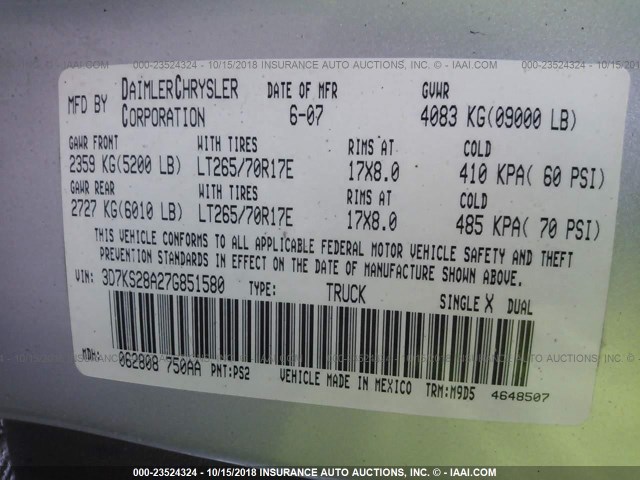 000-23524324 - 10/15/2018 INSURANCE AUTO AUCTIONS, INC. - IAAI.COM
MFD BY DAIMLERCHRYSLER CORPORATION DATE OF MFR 6-07 GVWR 4083 KG(09000 LB)
GAWR FRONT WITH TIRES RIMS AT COLD
2359 KG(5200 LB) LT265/70R17E 17X8.0 410 KPA( 60 PSI)
GAWR REAR WITH TIRES RIMS AT COLD
2727 KG(6010 LB) LT265/70R17E 17X8.0 485 KPA( 70 PSI)
THIS VEHICLE CONFORMS TO ALL APPLICABLE FEDERAL MOTOR VEHICLE SAFETY AND THEFT
PREVENTION STANDARDS IN EFFECT ON THE DATE OF MANUFACTURE SHOWN ABOVE.
VIN: 3D7KS28A27G851580 TYPE: TRUCK SINGLE X DUAL
MDH: 062808 750AA PNT:PS2 VEHICLE MADE IN MEXICO TRM:M9D5 4648507
000-23524324 - 10/15/2018 INSURANCE AUTO AUCTIONS, INC. - IAAI.COM